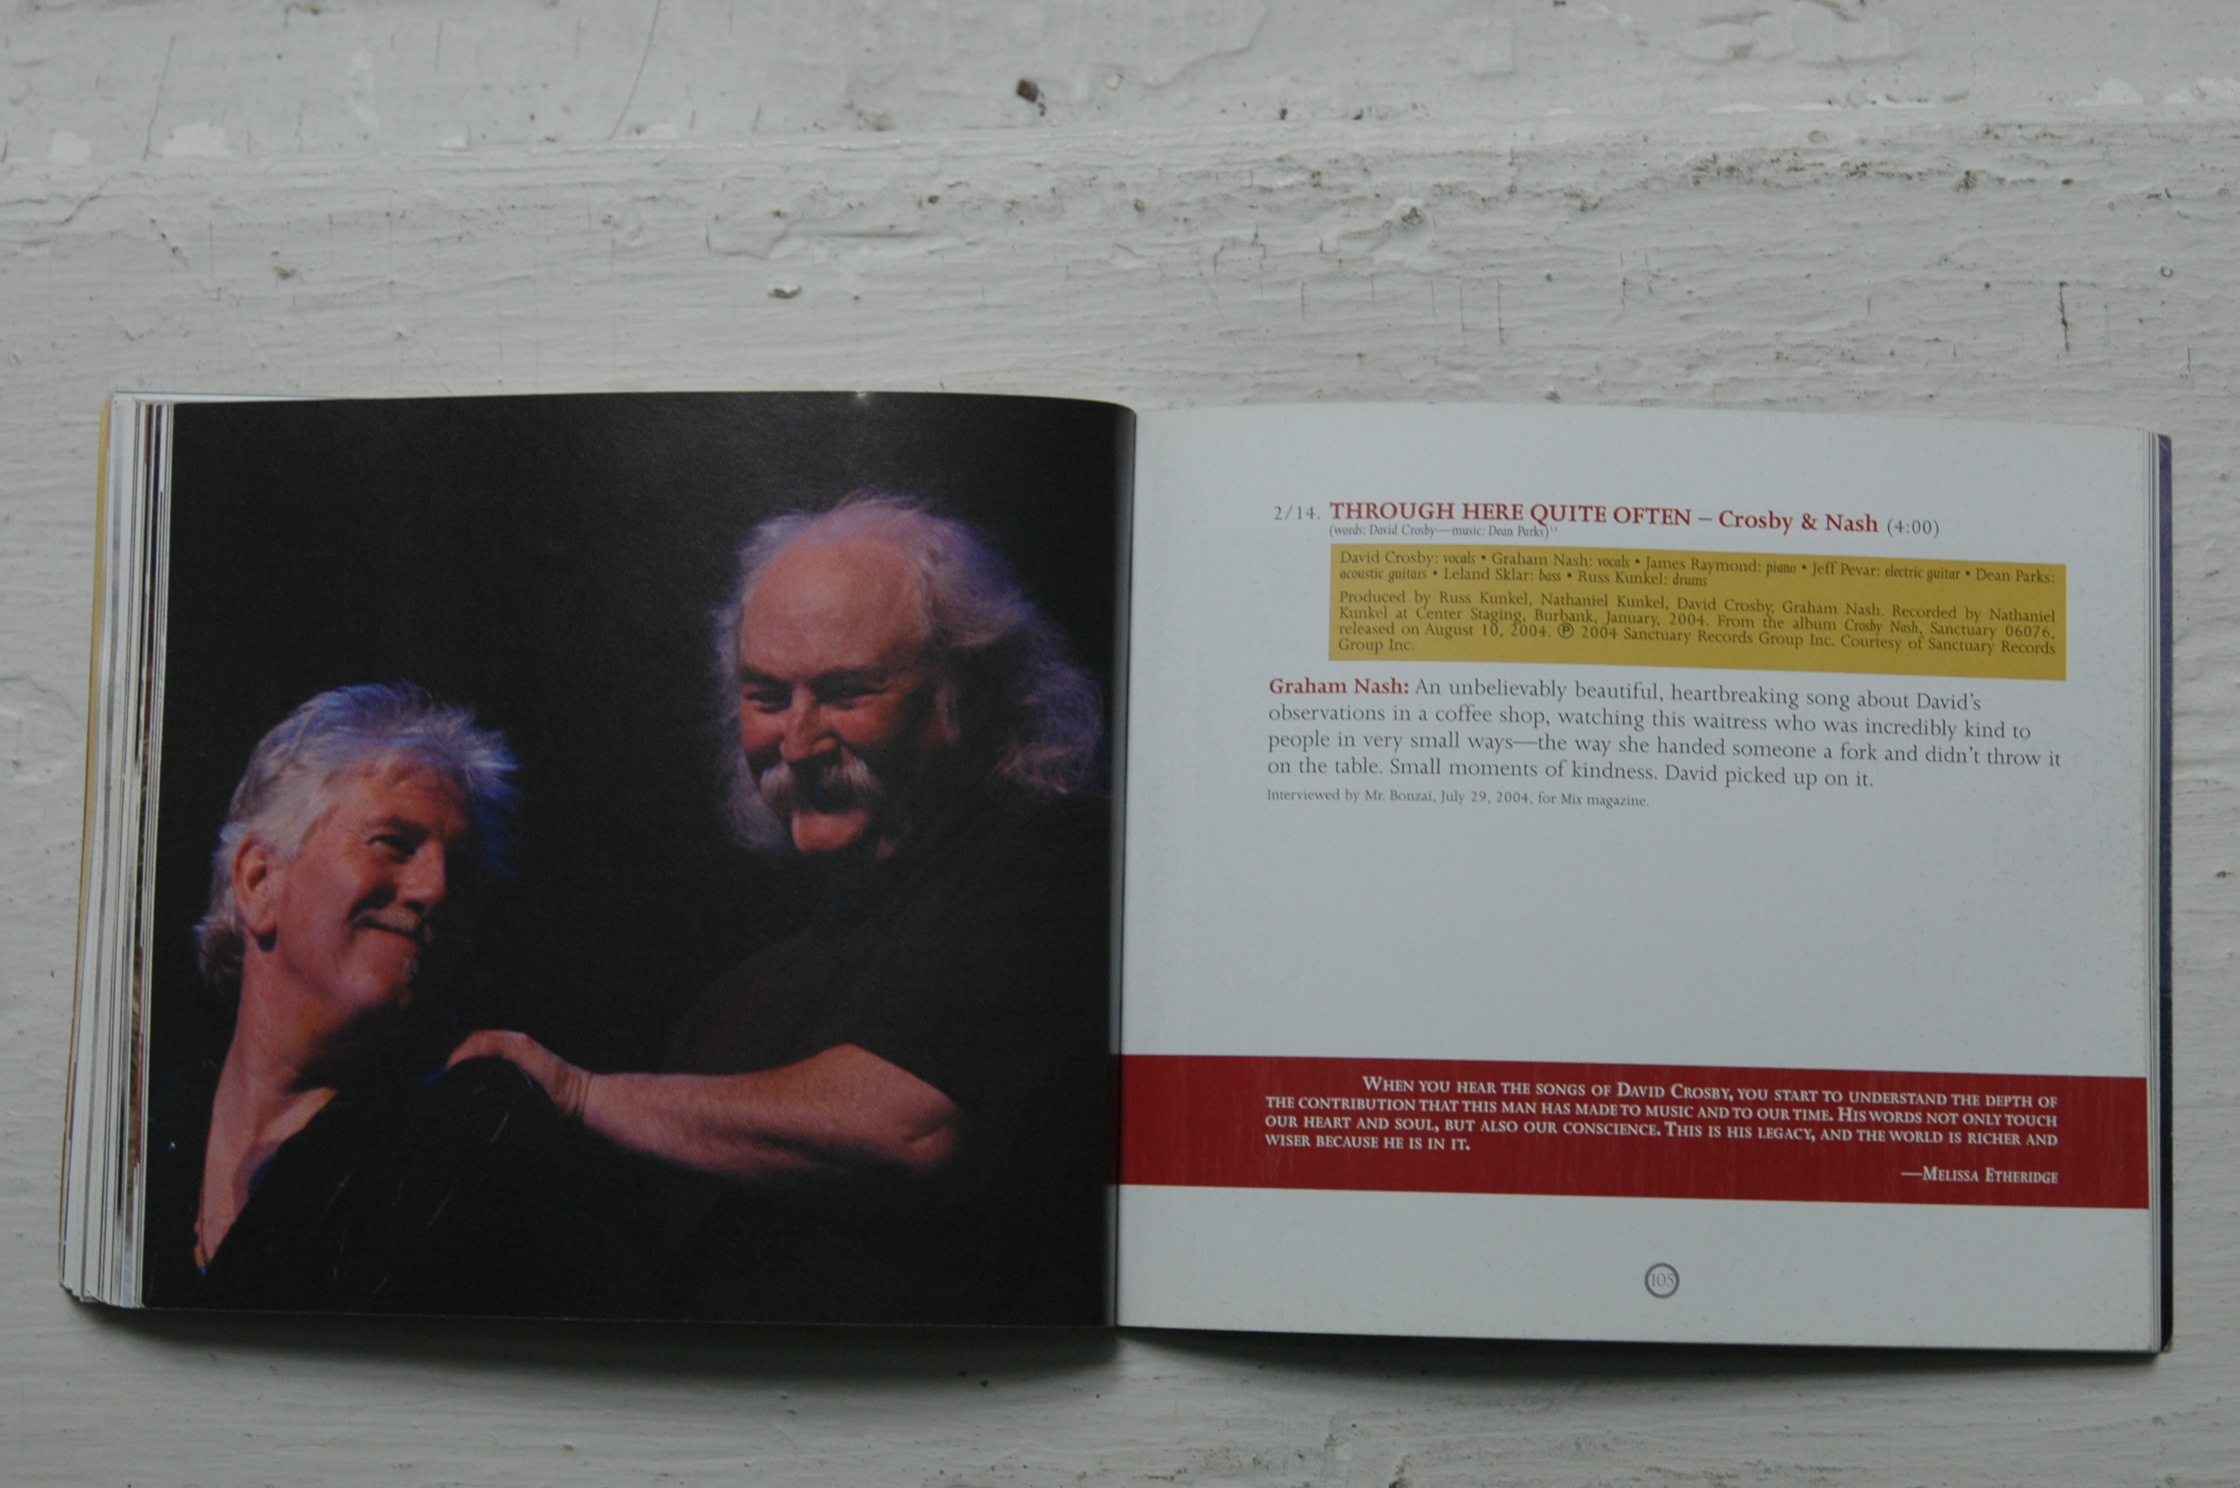 2/14. THROUGH HERE QUITE OFTEN – Crosby & Nash (4:00)
(words: David Crosby—music: Dean Parks)¹³
David Crosby: vocals • Graham Nash: vocals • James Raymond: piano • Jeff Pevar: electric guitar • Dean Parks:
acoustic guitars • Leland Sklar: bass • Russ Kunkel: drums
Produced by Russ Kunkel, Nathaniel Kunkel, David Crosby, Graham Nash. Recorded by Nathaniel
Kunkel at Center Staging, Burbank, January, 2004. From the album Crosby Nash, Sanctuary 06076,
released on August 10, 2004. ℗ 2004 Sanctuary Records Group Inc. Courtesy of Sanctuary Records
Group Inc.
Graham Nash: An unbelievably beautiful, heartbreaking song about David's
observations in a coffee shop, watching this waitress who was incredibly kind to
people in very small ways—the way she handed someone a fork and didn't throw it
on the table. Small moments of kindness. David picked up on it.
Interviewed by Mr. Bonzai, July 29, 2004, for Mix magazine.
WHEN YOU HEAR THE SONGS OF DAVID CROSBY, YOU START TO UNDERSTAND THE DEPTH OF
THE CONTRIBUTION THAT THIS MAN HAS MADE TO MUSIC AND TO OUR TIME. HIS WORDS NOT ONLY TOUCH
OUR HEART AND SOUL, BUT ALSO OUR CONSCIENCE. THIS IS HIS LEGACY, AND THE WORLD IS RICHER AND
WISER BECAUSE HE IS IN IT.
—MELISSA ETHERIDGE
105